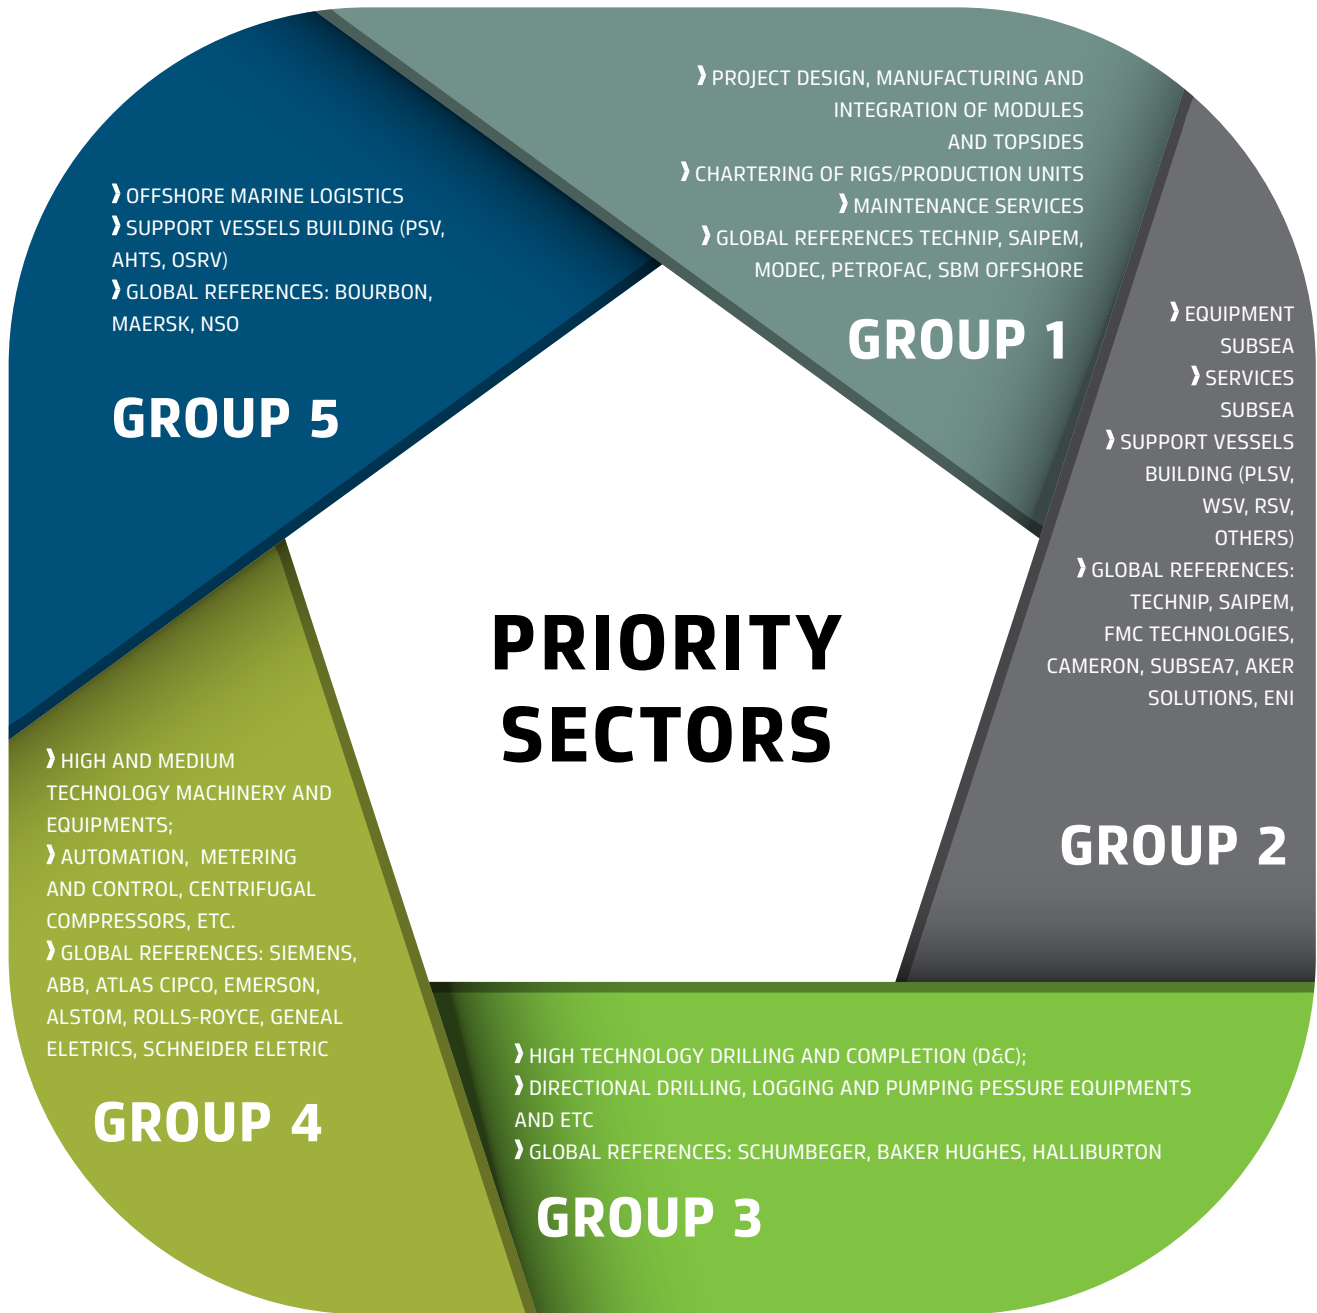 PRIORITY
SECTORS
❱ PROJECT DESIGN, MANUFACTURING AND
INTEGRATION OF MODULES
AND TOPSIDES
❱ CHARTERING OF RIGS/PRODUCTION UNITS
❱ MAINTENANCE SERVICES
❱ GLOBAL REFERENCES TECHNIP, SAIPEM,
MODEC, PETROFAC, SBM OFFSHORE
GROUP 1
❱ EQUIPMENT
SUBSEA
❱ SERVICES
SUBSEA
❱ SUPPORT VESSELS
BUILDING (PLSV,
WSV, RSV,
OTHERS)
❱ GLOBAL REFERENCES:
TECHNIP, SAIPEM,
FMC TECHNOLOGIES,
CAMERON, SUBSEA7, AKER
SOLUTIONS, ENI
GROUP 2
❱ HIGH TECHNOLOGY DRILLING AND COMPLETION (D&C);
❱ DIRECTIONAL DRILLING, LOGGING AND PUMPING PESSURE EQUIPMENTS
AND ETC
❱ GLOBAL REFERENCES: SCHUMBEGER, BAKER HUGHES, HALLIBURTON
GROUP 3
❱ HIGH AND MEDIUM
TECHNOLOGY MACHINERY AND
EQUIPMENTS;
❱ AUTOMATION, METERING
AND CONTROL, CENTRIFUGAL
COMPRESSORS, ETC.
❱ GLOBAL REFERENCES: SIEMENS,
ABB, ATLAS CIPCO, EMERSON,
ALSTOM, ROLLS-ROYCE, GENEAL
ELETRICS, SCHNEIDER ELETRIC
GROUP 4
❱ OFFSHORE MARINE LOGISTICS
❱ SUPPORT VESSELS BUILDING (PSV,
AHTS, OSRV)
❱ GLOBAL REFERENCES: BOURBON,
MAERSK, NSO
GROUP 5